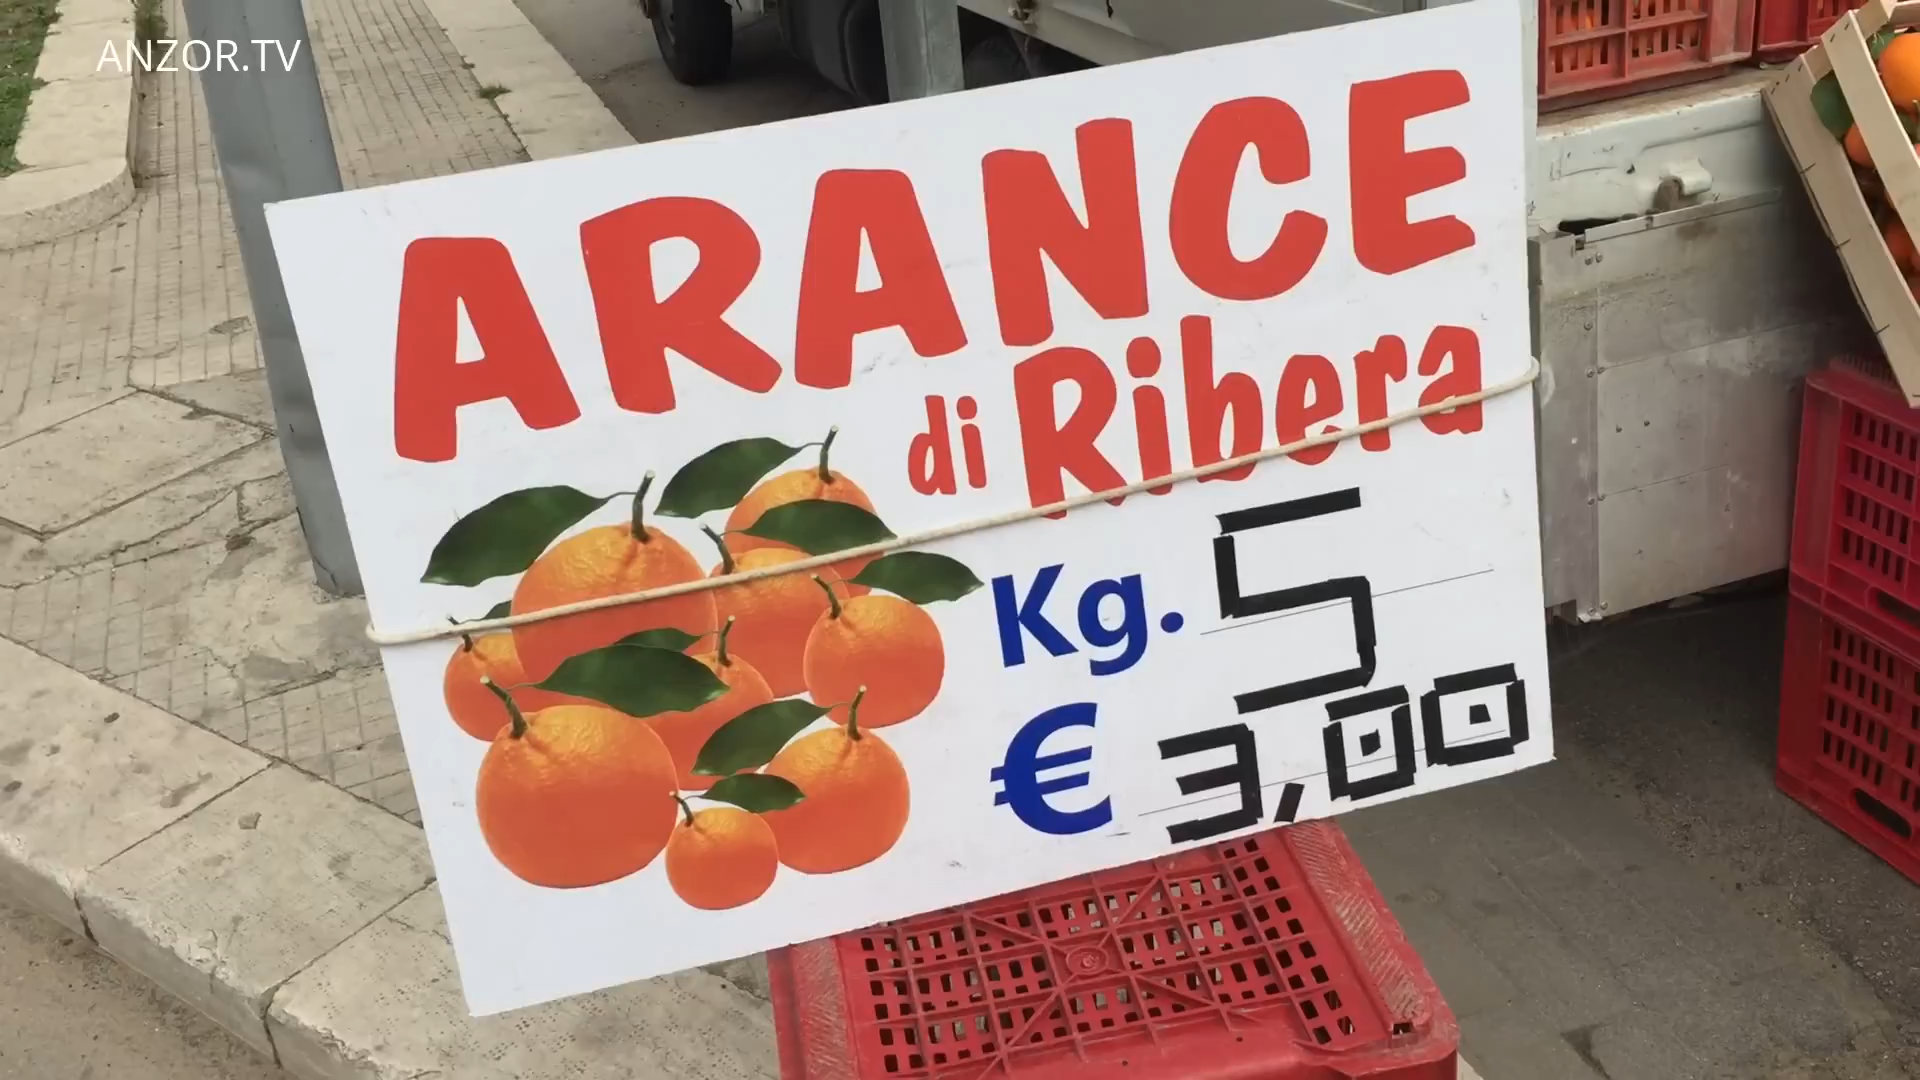 ANZOR.TV
ARANCE
di Ribera
Kg. 5
€ 3,00